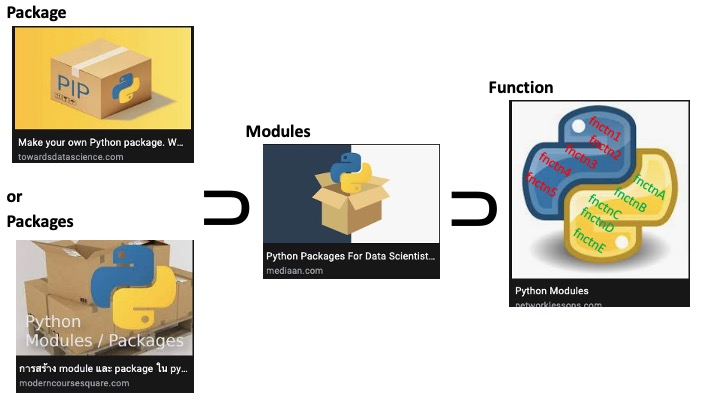 Package
PIP
Make your own Python package. W...
towardsdatascience.com
or
Packages
Python
Modules / Packages
การสร้าง module และ package ใน py...
moderncoursesquare.com
Modules
Python Packages For Data Scientist...
mediaan.com
Function
fnctn1
fnctn2
fnctn3
fnctn4
fnctn5
fnctnA
fnctnB
fnctnC
fnctnD
fnctnE
Python Modules
networklessons.com